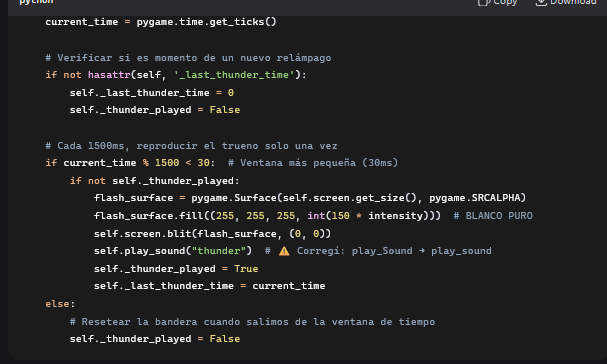 python Copy Download
current_time = pygame.time.get_ticks()
# Verificar si es momento de un nuevo relámpago
if not hasattr(self, '_last_thunder_time'):
self._last_thunder_time = 0
self._thunder_played = False
# Cada 1500ms, reproducir el trueno solo una vez
if current_time % 1500 < 30:  # Ventana más pequeña (30ms)
if not self._thunder_played:
flash_surface = pygame.Surface(self.screen.get_size(), pygame.SRCALPHA)
flash_surface.fill((255, 255, 255, int(150 * intensity)))  # BLANCO PURO
self.screen.blit(flash_surface, (0, 0))
self.play_sound("thunder")  # ⚠️ Corregí: play_Sound → play_sound
self._thunder_played = True
self._last_thunder_time = current_time
else:
# Resetear la bandera cuando salimos de la ventana de tiempo
self._thunder_played = False